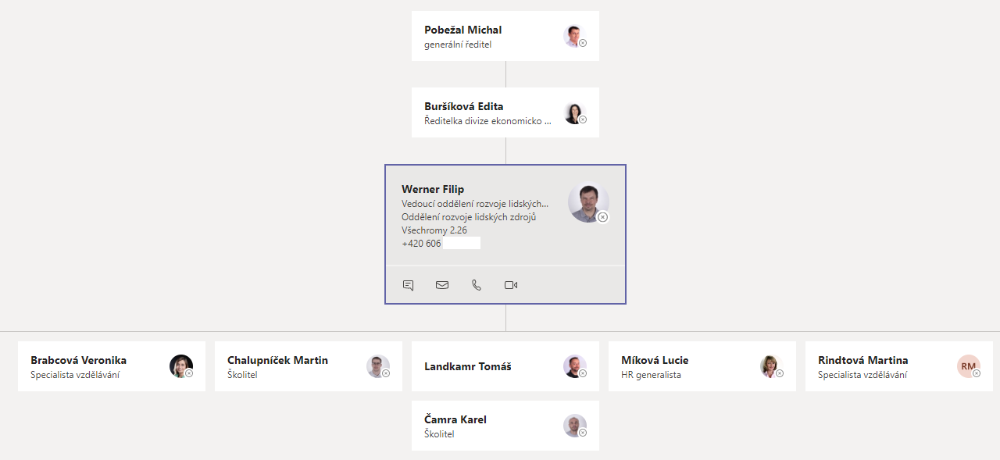 Pobežal Michal
generální ředitel
Buršíková Edita
Ředitelka divize ekonomicko ...
Werner Filip
Vedoucí oddělení rozvoje lidských...
Oddělení rozvoje lidských zdrojů
Všechromy 2.26
+420 606
Brabcová Veronika
Specialista vzdělávání
Chalupníček Martin
Školitel
Landkamr Tomáš
Míková Lucie
HR generalista
Rindtová Martina
Specialista vzdělávání
RM
Čamra Karel
Školitel